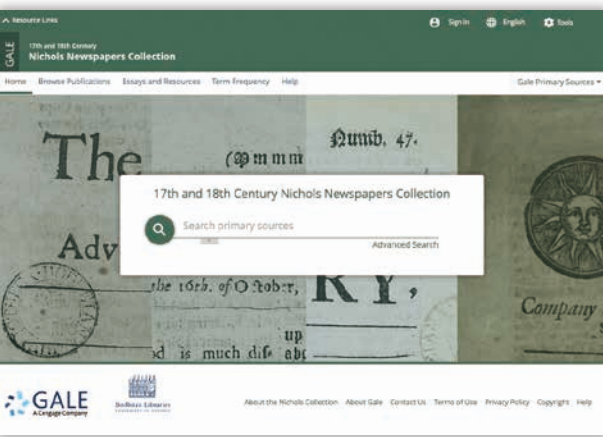 Resource Links
Sign in English Tools
GALE
17th and 18th Century
Nichols Newspapers Collection
Home Browse Publications Essays and Resources Term Frequency Help
Gale Primary Sources
The
(
Numb. 47.
17th and 18th Century Nichols Newspapers Collection
Search primary sources
Advanced Search
Adv
the 16th. of October,
RY,
Company
up
is much dif
GALE
A Cengage Company
Bodleian Libraries
About the Nichols Collection About Gale Contact Us Terms of Use Privacy Policy Copyright Help